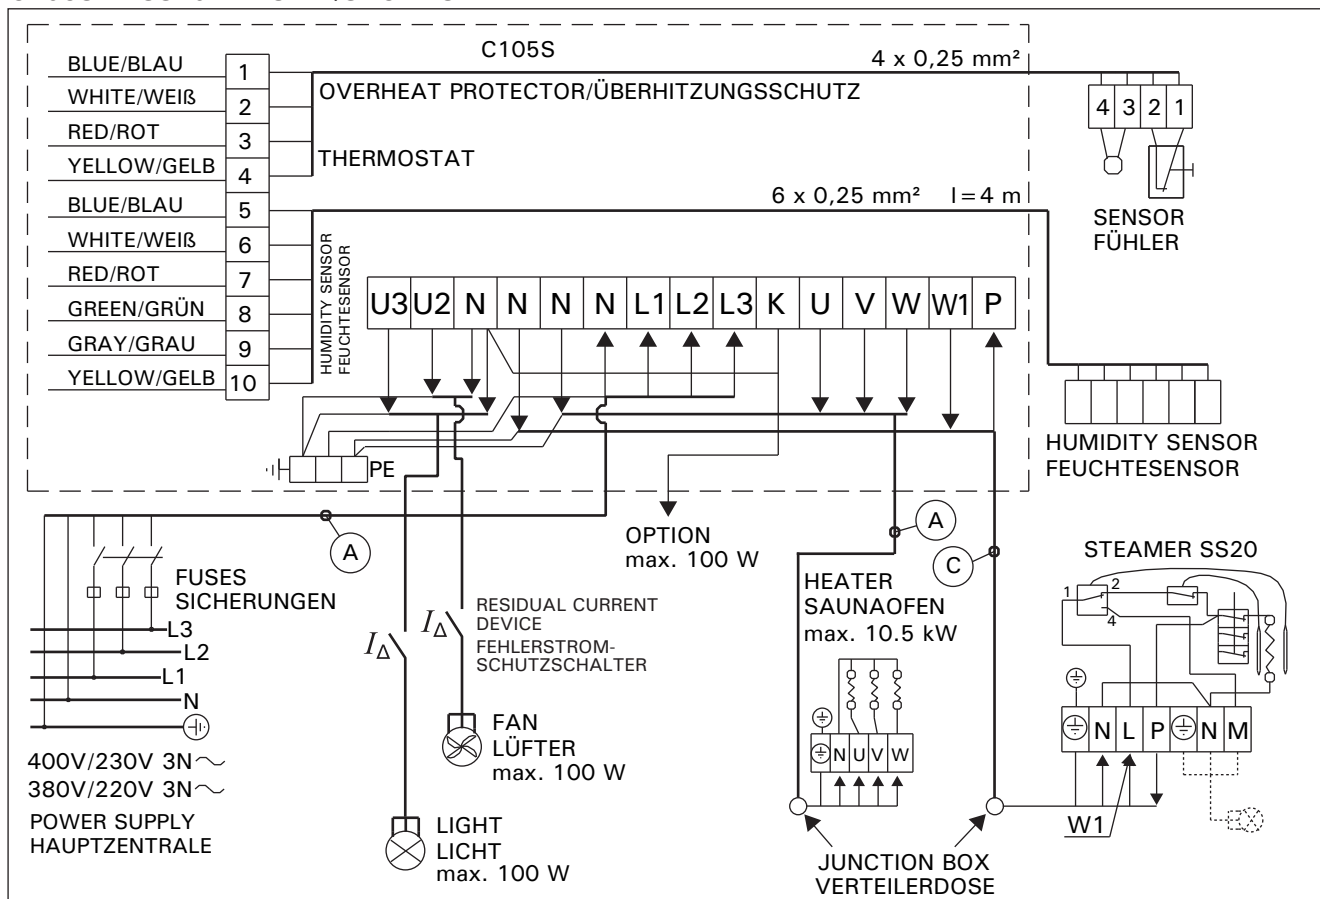 C105S
4 x 0,25 mm²
BLUE/BLAU 1
WHITE/WEIß 2
RED/ROT 3
YELLOW/GELB 4
BLUE/BLAU 5
WHITE/WEIß 6
RED/ROT 7
GREEN/GRÜN 8
GRAY/GRAU 9
YELLOW/GELB 10
OVERHEAT PROTECTOR/ÜBERHITZUNGSSCHUTZ
THERMOSTAT
4 3 2 1
SENSOR
FÜHLER
6 x 0,25 mm² l=4 m
HUMIDITY SENSOR
FEUCHTESENSOR
U3 U2 N N N N L1 L2 L3 K U V W W1 P
HUMIDITY SENSOR
FEUCHTESENSOR
PE
A
OPTION
max. 100 W
A
C
FUSES
SICHERUNGEN
L3
L2
L1
N
400V/230V 3N~
380V/220V 3N~
POWER SUPPLY
HAUPTZENTRALE
I∆
I∆
RESIDUAL CURRENT
DEVICE
FEHLERSTROM-
SCHUTZSCHALTER
FAN
LÜFTER
max. 100 W
LIGHT
LICHT
max. 100 W
HEATER
SAUNAOFEN
max. 10.5 kW
N U V W
STEAMER SS20
1 2
4
N L P N M
W1
JUNCTION BOX
VERTEILERDOSE